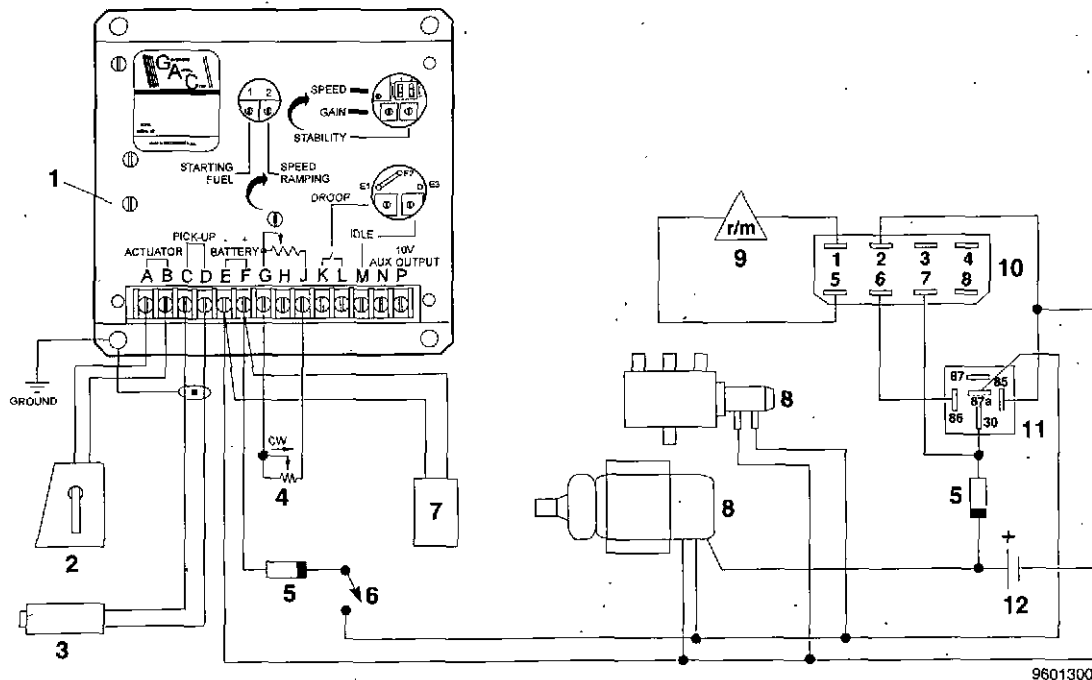 GAC
1 2
SPEED
GAIN
STABILITY
STARTING FUEL
SPEED RAMPING
E1
F2
E3
D
DROOP
IDLE
1
PICK-UP
ACTUATOR
BATTERY
10V
AUX OUTPUT
A B C D E F G H J K L M N P
GROUND
CW
4
2
3
5
6
7
8
8
r/m
9
1 2 3 4
5 6 7 8
10
87
85
87a
86
30
11
5
+
12
9601300